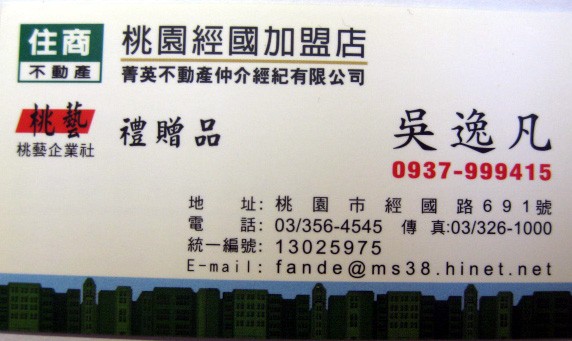 住商
不動產
桃園經國加盟店
菁英不動產仲介經紀有限公司
桃藝
桃藝企業社
禮贈品
吳逸凡
0937-999415
地 址: 桃園市經國路691號
電 話: 03/356-4545 傳 真:03/326-1000
統一編號: 13025975
E-mail: fande@ms38.hinet.net